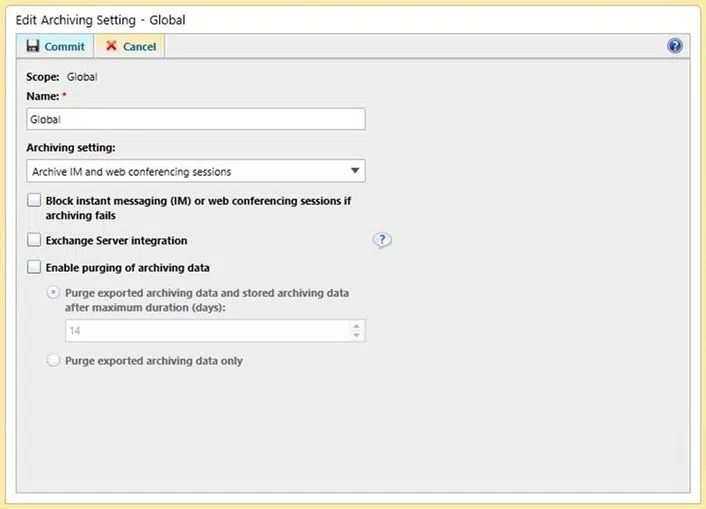 Edit Archiving Setting - Global
Commit
Cancel
?
Scope: Global
Name: *
Global
Archiving setting:
Archive IM and web conferencing sessions
Block instant messaging (IM) or web conferencing sessions if
archiving fails
Exchange Server integration
?
Enable purging of archiving data
Purge exported archiving data and stored archiving data
after maximum duration (days):
14
Purge exported archiving data only